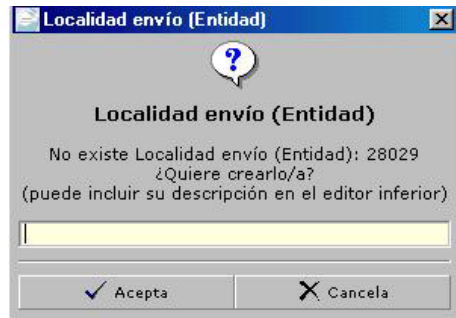 Localidad envío (Entidad)
?
Localidad envío (Entidad)
No existe Localidad envío (Entidad): 28029
¿Quiere crearlo/a?
(puede incluir su descripción en el editor inferior)
Acepta
Cancela